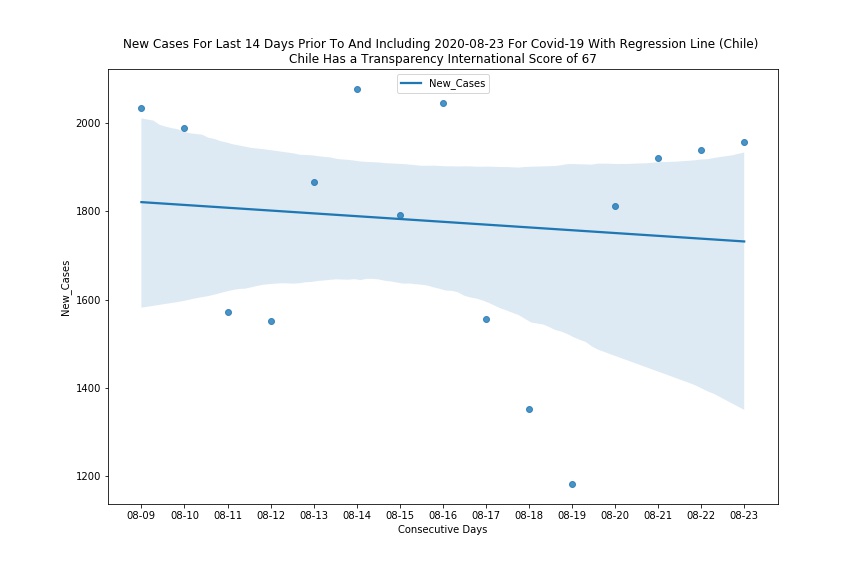 New Cases For Last 14 Days Prior To And Including 2020-08-23 For Covid-19 With Regression Line (Chile)
Chile Has a Transparency International Score of 67
New_Cases
New_Cases
2000
1800
1600
1400
1200
08-09 08-10 08-11 08-12 08-13 08-14 08-15 08-16 08-17 08-18 08-19 08-20 08-21 08-22 08-23
Consecutive Days